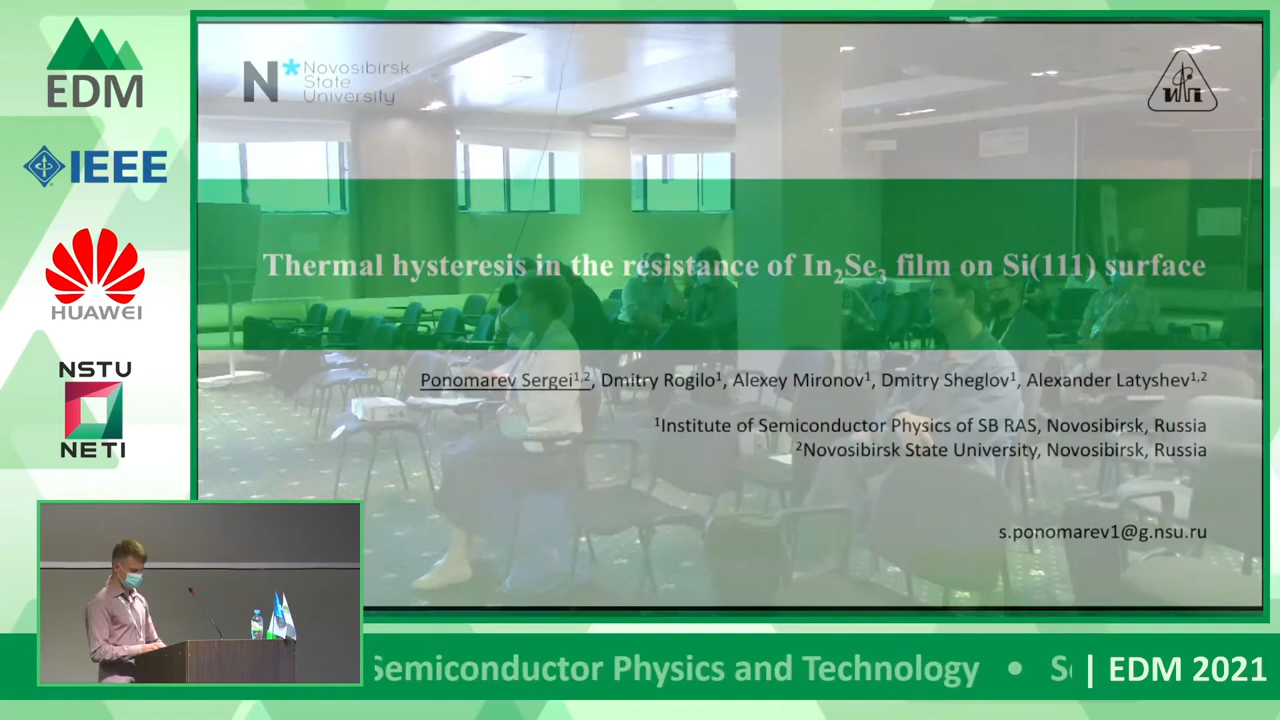 EDM
IEEE
HUAWEI
NSTU
NETI
N*Novosibirsk
State
University
ИФП
Thermal hysteresis in the resistance of In₂Se₃ film on Si(111) surface
Ponomarev Sergei¹,², Dmitry Rogilo¹, Alexey Mironov¹, Dmitry Sheglov¹, Alexander Latyshev¹,²
¹Institute of Semiconductor Physics of SB RAS, Novosibirsk, Russia
²Novosibirsk State University, Novosibirsk, Russia
s.ponomarev1@g.nsu.ru
Semiconductor Physics and Technology • S
| EDM 2021